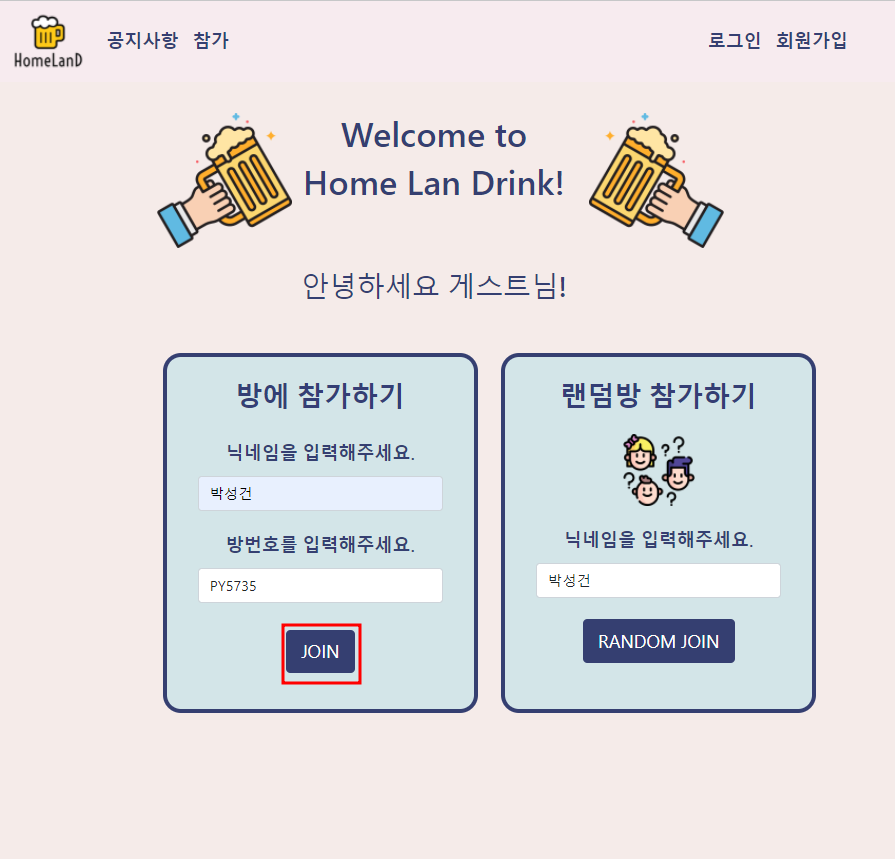 HomeLanD
공지사항 참가
로그인 회원가입
Welcome to
Home Lan Drink!
안녕하세요 게스트님!
방에 참가하기
닉네임을 입력해주세요.
박성건
방번호를 입력해주세요.
PY5735
JOIN
랜덤방 참가하기
? ?
? ?
닉네임을 입력해주세요.
박성건
RANDOM JOIN